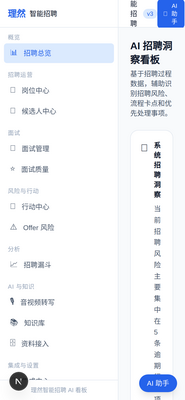 理然 智能招聘
概览
招聘总览
招聘运营
岗位中心
候选人中心
面试
面试管理
面试质量
风险与行动
行动中心
Offer 风险
分析
招聘漏斗
AI 与知识
音视频转写
知识库
资料接入
集成与设置
N
理然智能招聘 AI 看板
能
招
聘
v3
AI
助
手
AI 招聘洞
察看板
基于招聘过程
数据，辅助识
别招聘风险、
流程卡点和优
先处理事项。
系
统
招
聘
洞
察
当
前
招
聘
风
险
主
要
集
中
在
5
条
逾
期
AI 助手